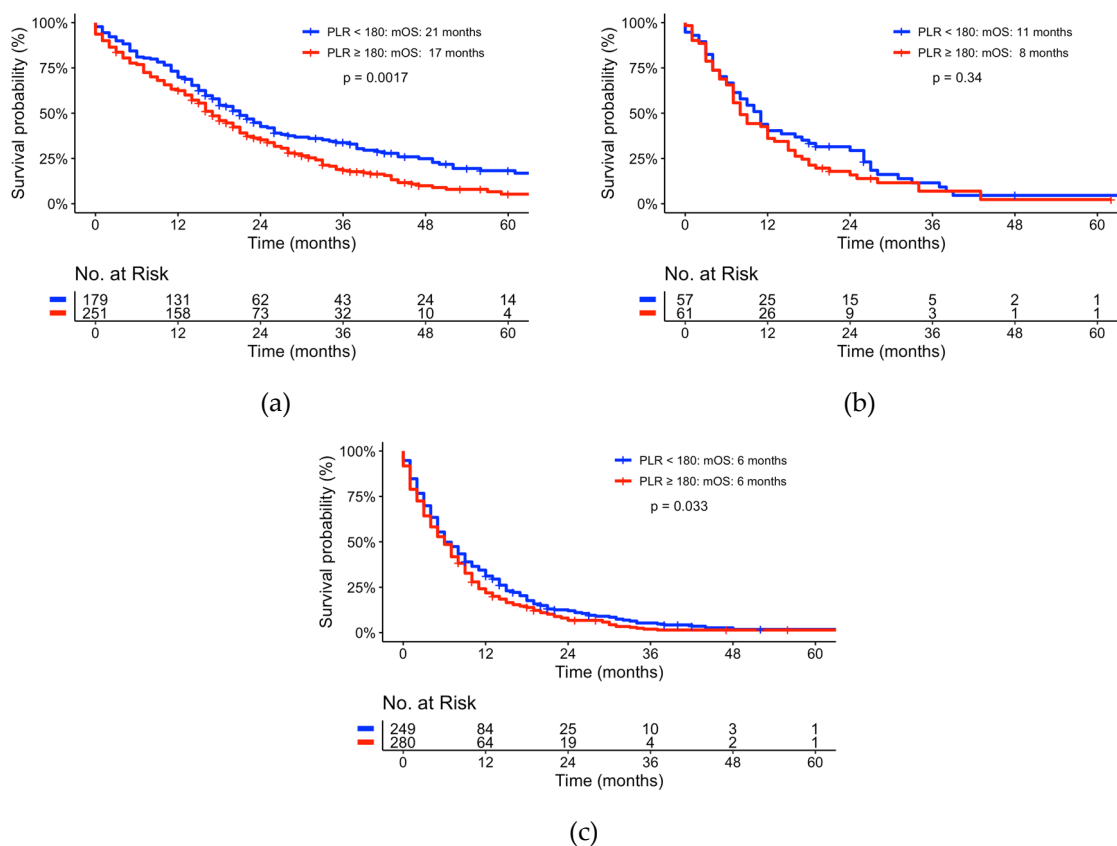 100%
75%
50%
25%
0%
Survival probability (%)
PLR < 180: mOS: 21 months
PLR ≥ 180: mOS: 17 months
p = 0.0017
0 12 24 36 48 60
Time (months)
No. at Risk
179 131 62 43 24 14
251 158 73 32 10 4
0 12 24 36 48 60
Time (months)
(a)
100%
75%
50%
25%
0%
Survival probability (%)
PLR < 180: mOS: 11 months
PLR ≥ 180: mOS: 8 months
p = 0.34
0 12 24 36 48 60
Time (months)
No. at Risk
57 25 15 5 2 1
61 26 9 3 1 1
0 12 24 36 48 60
Time (months)
(b)
100%
75%
50%
25%
0%
Survival probability (%)
PLR < 180: mOS: 6 months
PLR ≥ 180: mOS: 6 months
p = 0.033
0 12 24 36 48 60
Time (months)
No. at Risk
249 84 25 10 3 1
280 64 19 4 2 1
0 12 24 36 48 60
Time (months)
(c)